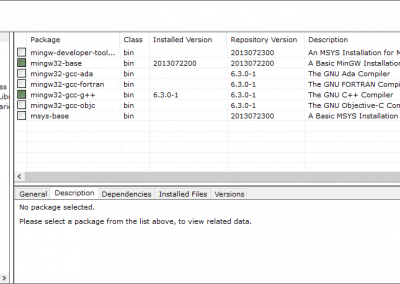 Package Class Installed Version Repository Version Description
mingw-developer-tool... bin 2013072300 An MSYS Installation for M
mingw32-base bin 2013072200 2013072200 A Basic MinGW Installatio
mingw32-gcc-ada bin 6.3.0-1 The GNU Ada Compiler
mingw32-gcc-fortran bin 6.3.0-1 The GNU FORTRAN Compiler
mingw32-gcc-g++ bin 6.3.0-1 6.3.0-1 The GNU C++ Compiler
mingw32-gcc-objc bin 6.3.0-1 The GNU Objective-C Com
msys-base bin 2013072300 A Basic MSYS Installation
General Description Dependencies Installed Files Versions
No package selected.
Please select a package from the list above, to view related data.